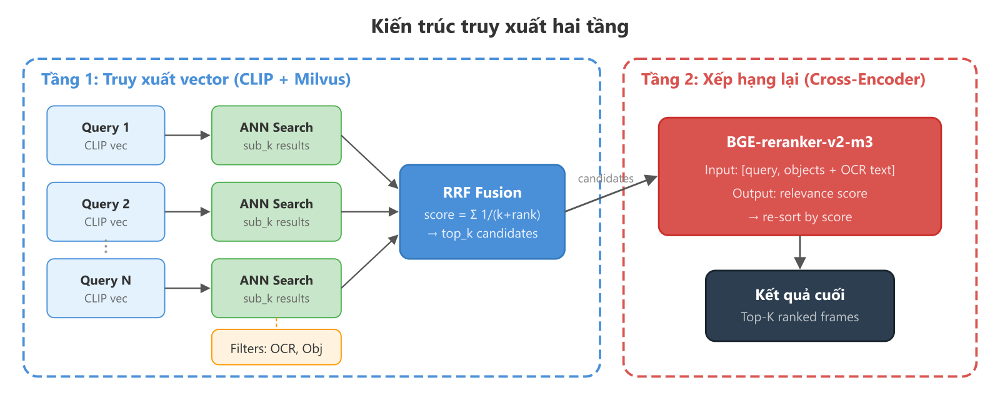 Kiến trúc truy xuất hai tầng
Tầng 1: Truy xuất vector (CLIP + Milvus)
Query 1
CLIP vec
ANN Search
sub_k results
Query 2
CLIP vec
ANN Search
sub_k results
Query N
CLIP vec
ANN Search
sub_k results
Filters: OCR, Obj
RRF Fusion
score = Σ 1/(k+rank)
→ top_k candidates
candidates
Tầng 2: Xếp hạng lại (Cross-Encoder)
BGE-reranker-v2-m3
Input: [query, objects + OCR text]
Output: relevance score
→ re-sort by score
Kết quả cuối
Top-K ranked frames